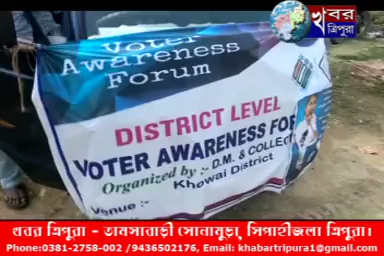 খবর
ত্রিপুরা
Voter
Awareness
Forum
DISTRICT LEVEL
VOTER AWARENESS FO
Organized by :- D.M. & COLLE
Khowai District
Venue :-
খবর ত্রিপুরা - তামসাবাড়ী সোনামুড়া, সিপাহীজলা ত্রিপুরা।
Phone:0381-2758-002 /9436502176, Email: khabartripura1@gmail.com